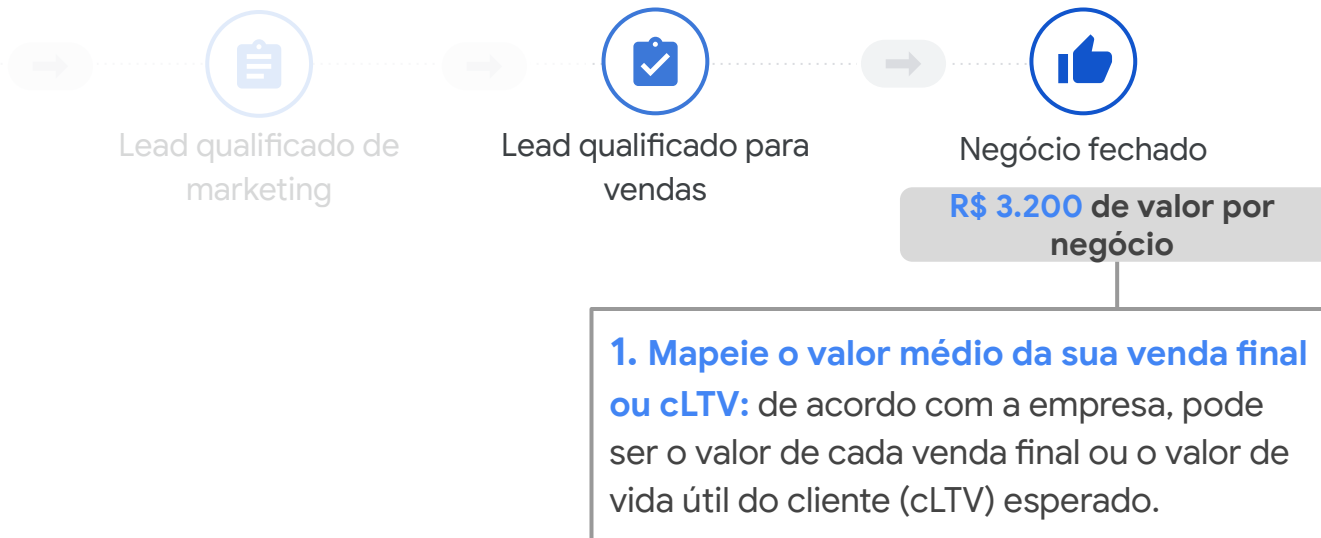 Lead qualificado de
marketing
Lead qualificado para
vendas
Negócio fechado
R$ 3.200 de valor por
negócio
1. Mapeie o valor médio da sua venda final
ou cLTV: de acordo com a empresa, pode
ser o valor de cada venda final ou o valor de
vida útil do cliente (cLTV) esperado.